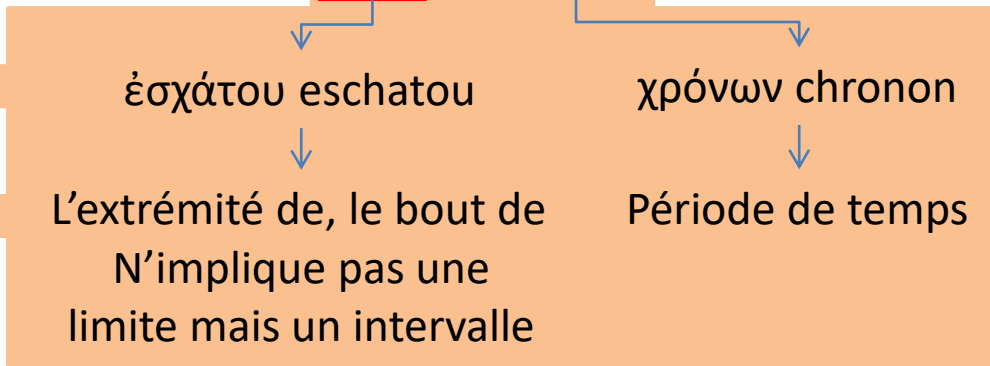 ἐσχάτου eschatou
χρόνων chronon
L’extrémité de, le bout de
N’implique pas une
limite mais un intervalle
Période de temps